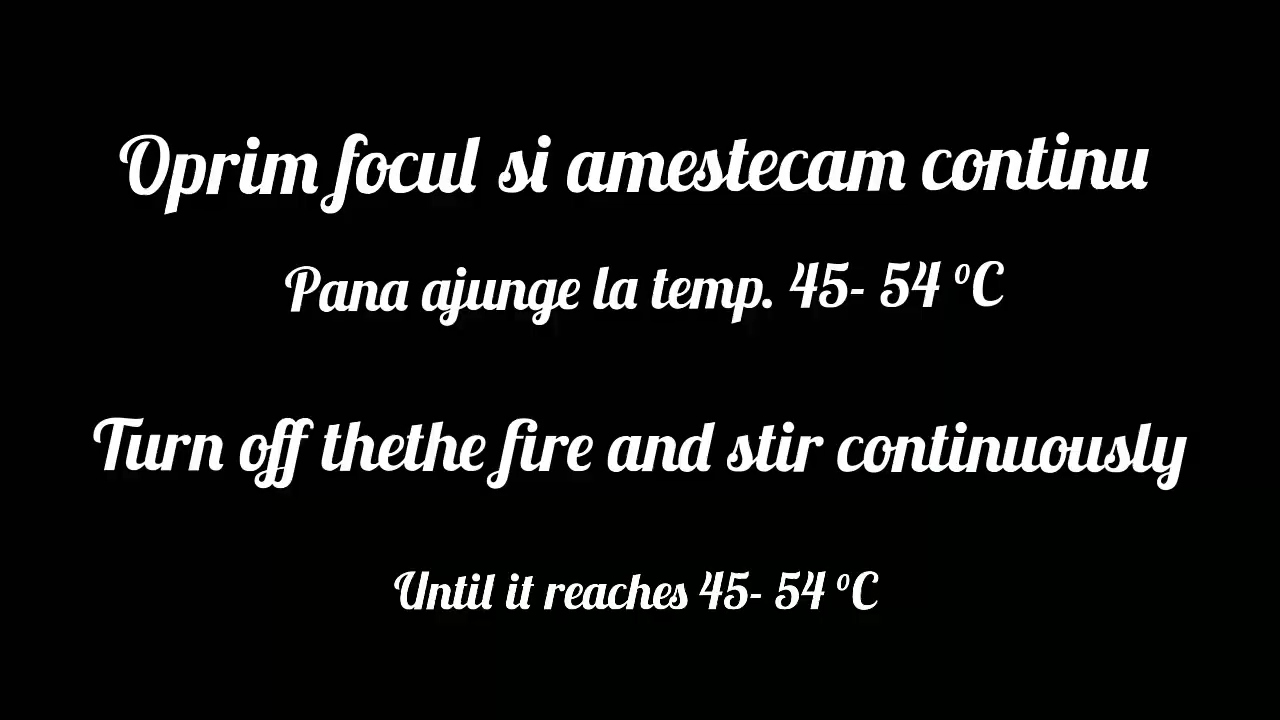 Oprim focul si amestecam continu
Pana ajunge la temp. 45- 54 ºC
Turn off thethe fire and stir continuously
Until it reaches 45- 54 ºC